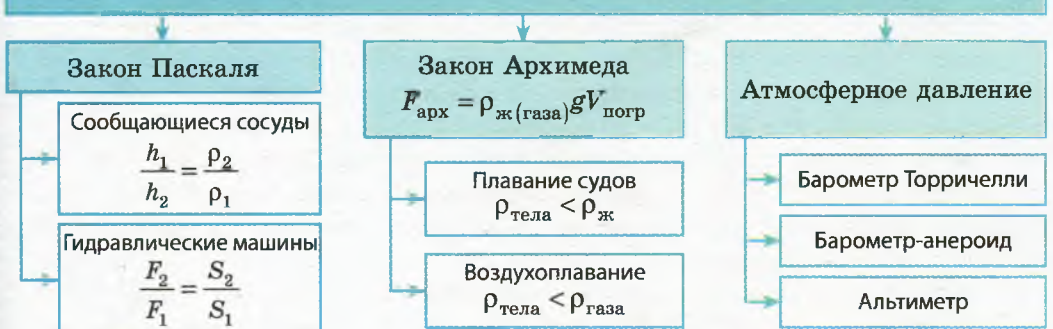 Закон Паскаля
Сообщающиеся сосуды
h₁/h₂ = ρ₂/ρ₁
Гидравлические машины
F₂/F₁ = S₂/S₁
Закон Архимеда
Fарх = ρж(газа)gVпогр
Плавание судов
ρтела < ρж
Воздухоплавание
ρтела < ρгаза
Атмосферное давление
Барометр Торричелли
Барометр-анероид
Альтиметр